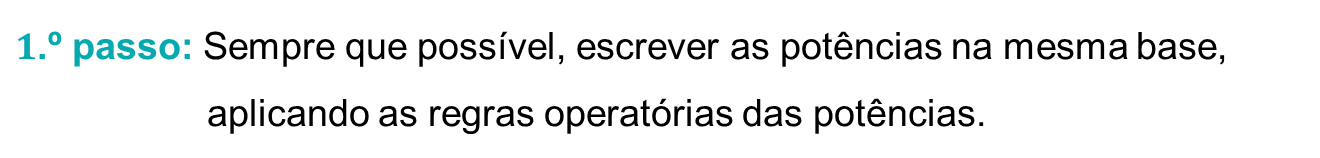 1.º passo: Sempre que possível, escrever as potências na mesma base,
aplicando as regras operatórias das potências.